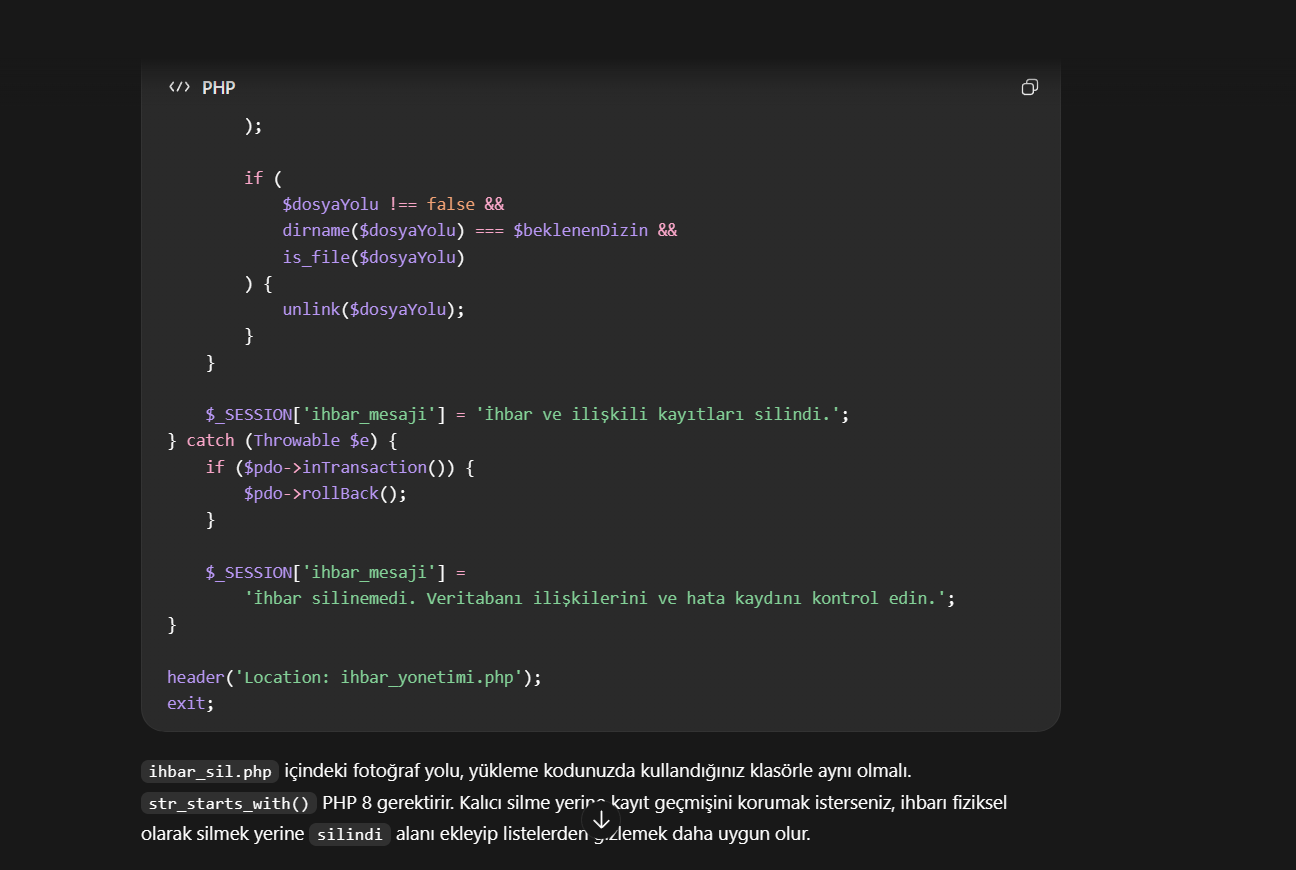 PHP
);
if (
$dosyaYolu !== false &&
dirname($dosyaYolu) === $beklenenDizin &&
is_file($dosyaYolu)
) {
unlink($dosyaYolu);
}
}
$_SESSION['ihbar_mesaji'] = 'İhbar ve ilişkili kayıtları silindi.';
} catch (Throwable $e) {
if ($pdo->inTransaction()) {
$pdo->rollBack();
}
$_SESSION['ihbar_mesaji'] =
'İhbar silinemedi. Veritabanı ilişkilerini ve hata kaydını kontrol edin.';
}
header('Location: ihbar_yonetimi.php');
exit;
ihbar_sil.php içindeki fotoğraf yolu, yükleme kodunuzda kullandığınız klasörle aynı olmalı.
str_starts_with() PHP 8 gerektirir. Kalıcı silme yerine kayıt geçmişini korumak isterseniz, ihbarı fiziksel
olarak silmek yerine silindi alanı ekleyip listelerden gizlemek daha uygun olur.